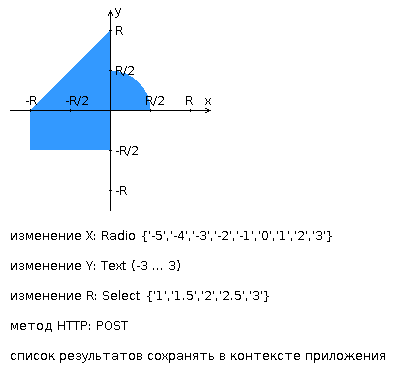 y
R
R/2
-R -R/2 R/2 R x
-R/2
-R
изменение X: Radio {'-5','-4','-3','-2','-1','0','1','2','3'}
изменение Y: Text (-3 ... 3)
изменение R: Select {'1','1.5','2','2.5','3'}
метод HTTP: POST
список результатов сохранять в контексте приложения